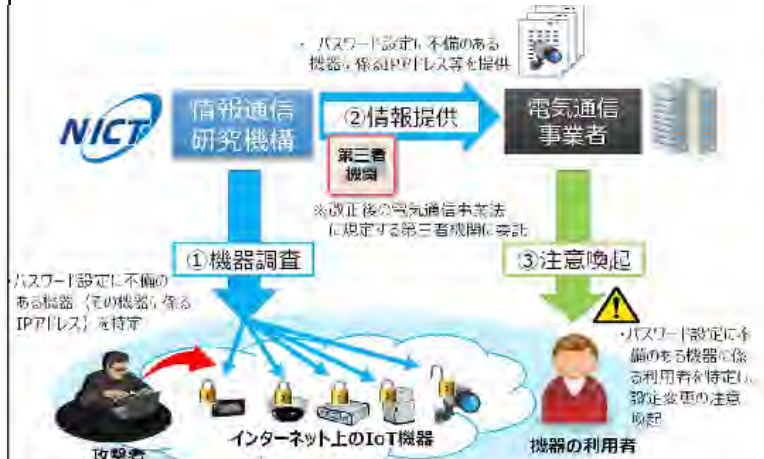 ・パスワード設定に不備のある
機器に係るIPアドレス等を提供
NICT
情報通信
研究機構
②情報提供
電気通信
事業者
第三者
機関
※改正後の電気通信事業法
に規定する第三者機関に委託
①機器調査
③注意喚起
・パスワード設定に不備の
ある機器(その機器に係る
IPアドレス)を特定
・パスワード設定に不
備のある機器に係
る利用者を特定し、
設定変更の注意
喚起
インターネット上のIoT機器
攻撃者
機器の利用者